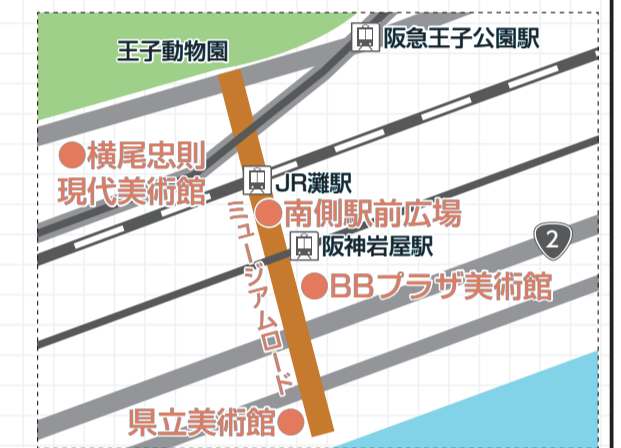 王子動物園
阪急王子公園駅
横尾忠則
現代美術館
JR灘駅
南側駅前広場
阪神岩屋駅
2
BBプラザ美術館
ミュージアムロード
県立美術館